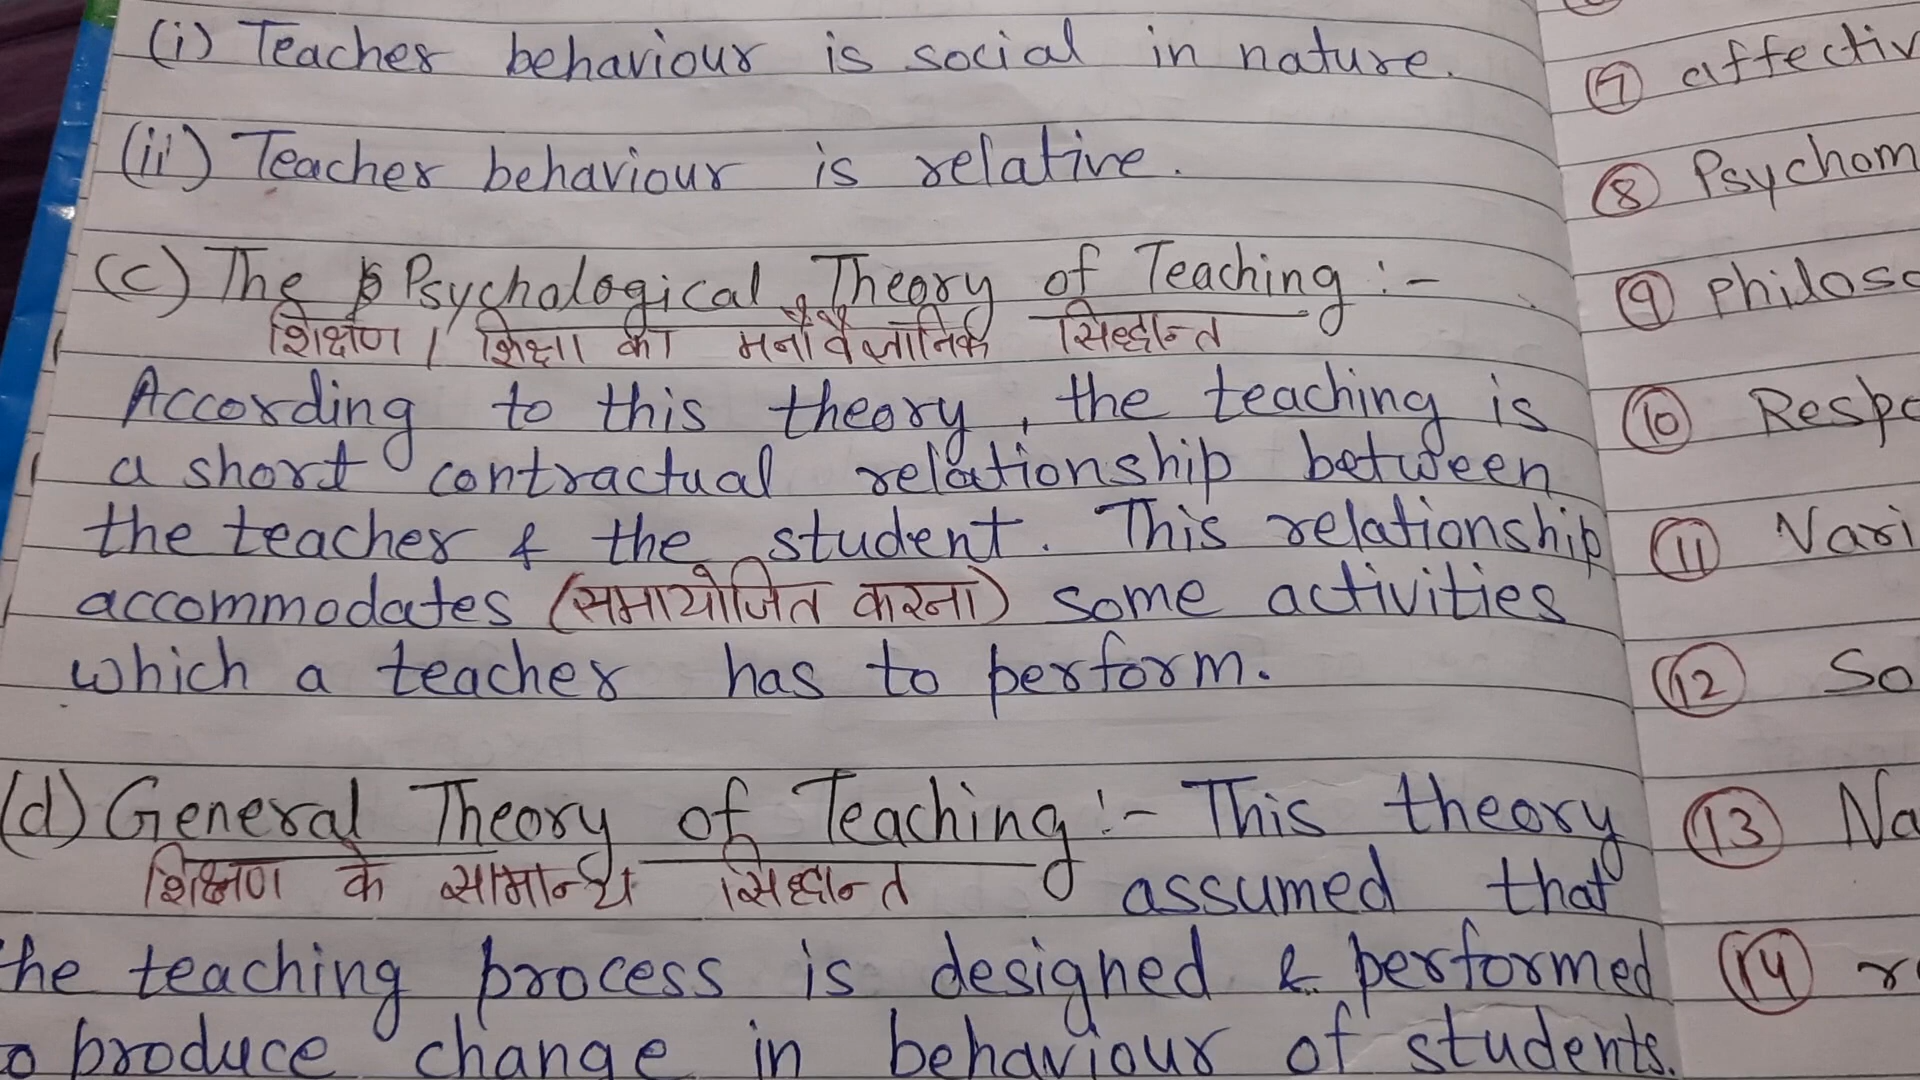 (i) Teacher behaviour is social in nature.
(ii) Teacher behaviour is relative.
(c) The Psychological Theory of Teaching :-
शिक्षण / शिक्षा का मनोवैज्ञानिक सिद्धान्त
According to this theory, the teaching is
a short contractual relationship between
the teacher & the student. This relationship
accommodates (समायोजित करना) some activities
which a teacher has to perform.
(d) General Theory of Teaching :- This theory
शिक्षण के सामान्य सिद्धान्त assumed that
the teaching process is designed & performed
to produce change in behaviour of students.
7 affectiv
8 Psychom
9 Philoso
10 Respo
11 Vari
12 So
13 Na
14 r